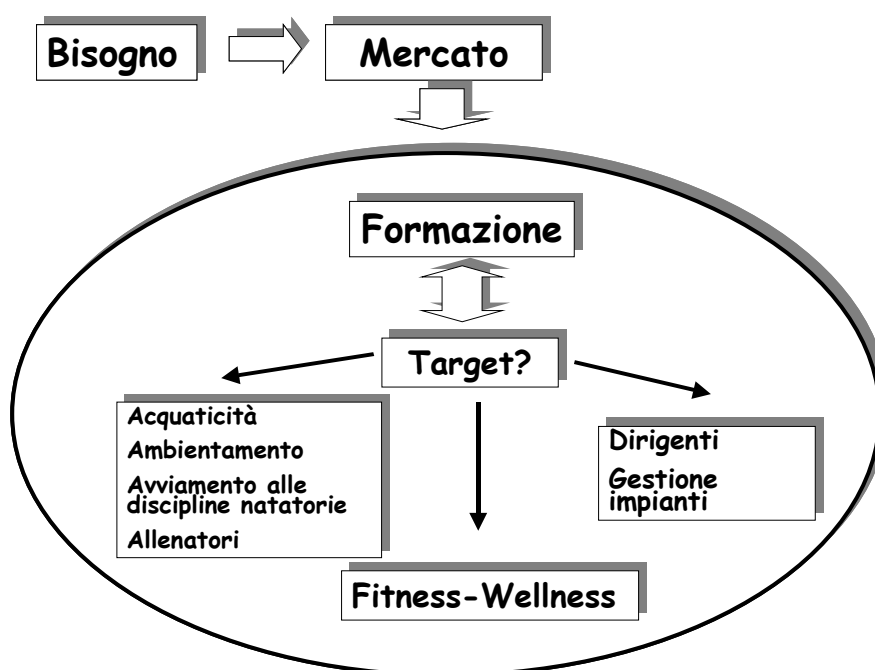 Bisogno
Mercato
Formazione
Target?
Acquaticità
Ambientamento
Avviamento alle
discipline natatorie
Allenatori
Dirigenti
Gestione
impianti
Fitness-Wellness